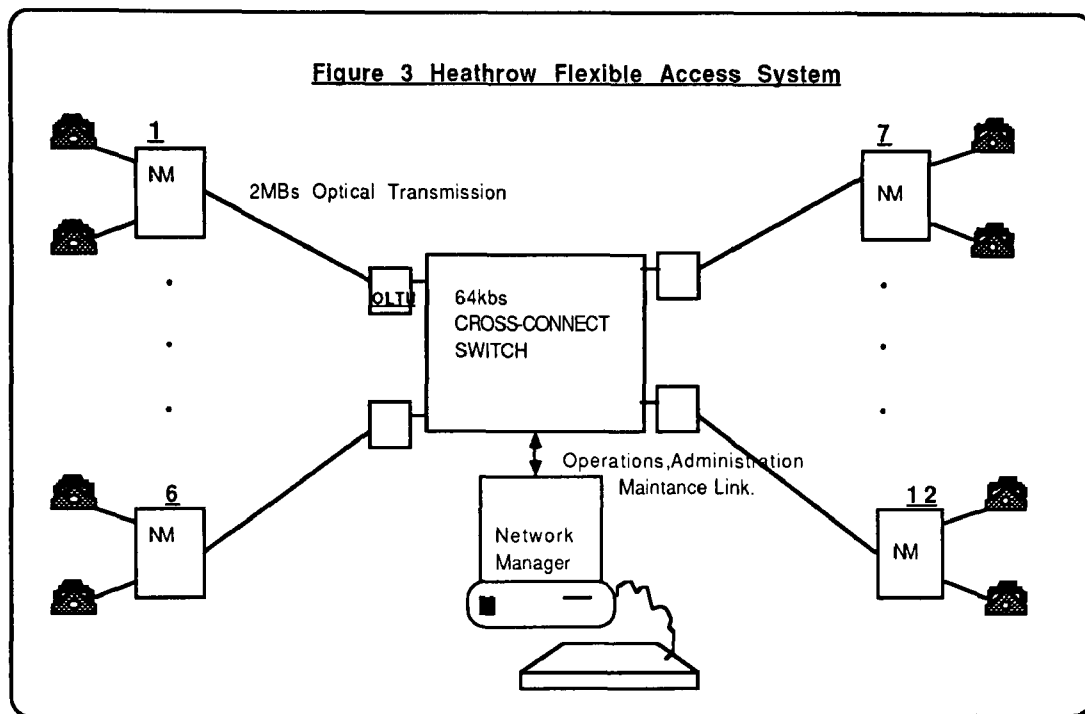 Figure 3 Heathrow Flexible Access System
1
NM
7
NM
2MBs Optical Transmission
OLTU
64kbs
CROSS-CONNECT
SWITCH
Operations,Administration
Maintance Link.
6
NM
Network
Manager
12
NM